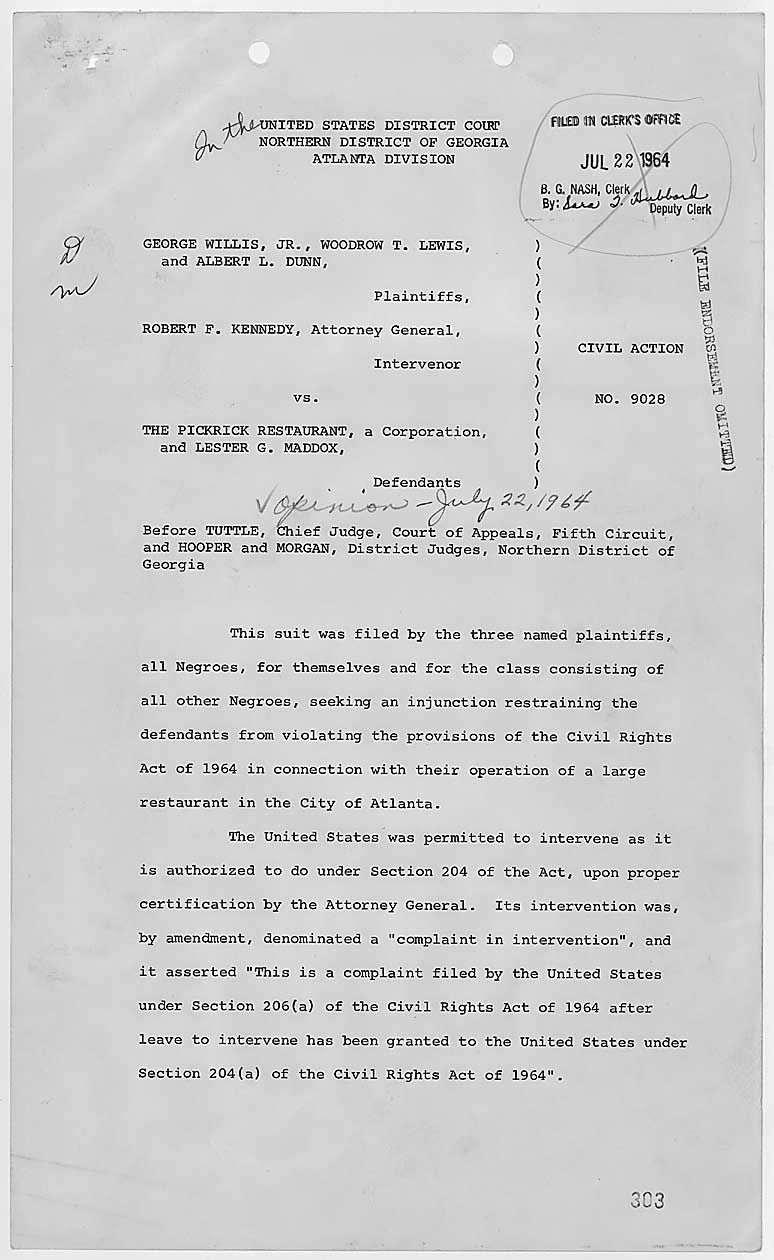 In the UNITED STATES DISTRICT COURT
NORTHERN DISTRICT OF GEORGIA
ATLANTA DIVISION
FILED IN CLERK'S OFFICE
JUL 22 1964
B. G. NASH, Clerk
By: Sara T. Hubbard
Deputy Clerk
D
m
GEORGE WILLIS, JR., WOODROW T. LEWIS, )
and ALBERT L. DUNN, (
)
Plaintiffs, (
)
ROBERT F. KENNEDY, Attorney General, (
) CIVIL ACTION
Intervenor (
)
vs. ( NO. 9028
)
THE PICKRICK RESTAURANT, a Corporation, (
and LESTER G. MADDOX, )
(
Defendants )
(FILE ENDORSEMENT OMITTED)
√ Opinion - July 22, 1964
Before TUTTLE, Chief Judge, Court of Appeals, Fifth Circuit,
and HOOPER and MORGAN, District Judges, Northern District of
Georgia
This suit was filed by the three named plaintiffs,
all Negroes, for themselves and for the class consisting of
all other Negroes, seeking an injunction restraining the
defendants from violating the provisions of the Civil Rights
Act of 1964 in connection with their operation of a large
restaurant in the City of Atlanta.
The United States was permitted to intervene as it
is authorized to do under Section 204 of the Act, upon proper
certification by the Attorney General. Its intervention was,
by amendment, denominated a "complaint in intervention", and
it asserted "This is a complaint filed by the United States
under Section 206(a) of the Civil Rights Act of 1964 after
leave to intervene has been granted to the United States under
Section 204(a) of the Civil Rights Act of 1964".
303